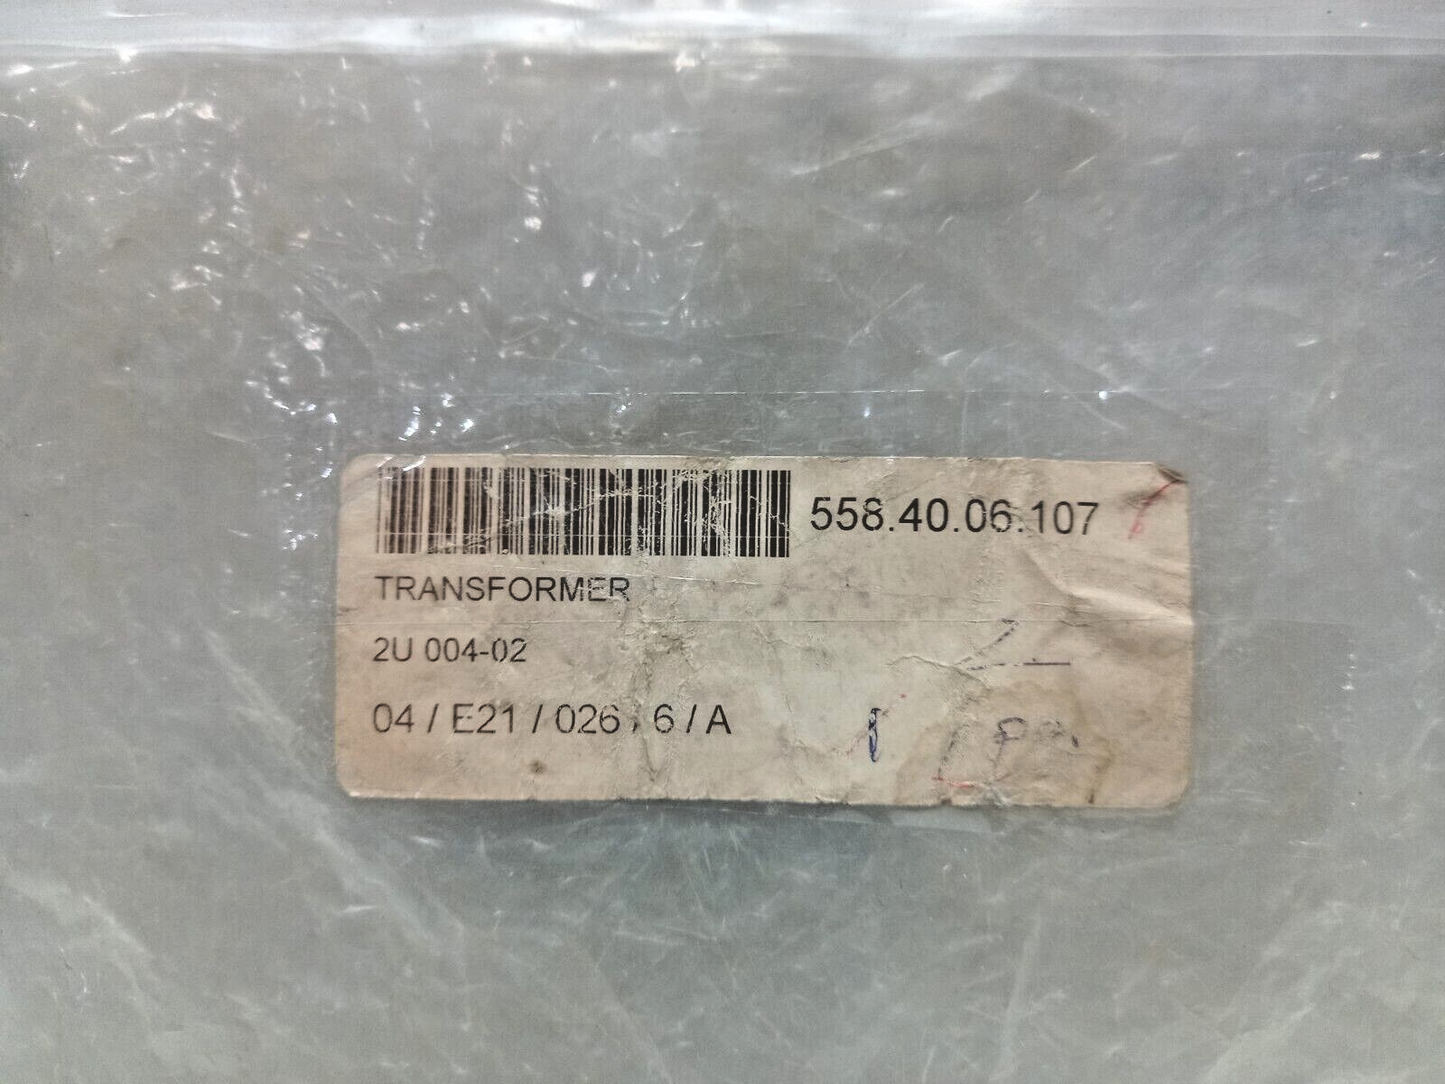 558.40.06.107
TRANSFORMER
2U 004-02
04 / E21 / 026 / 6 / A